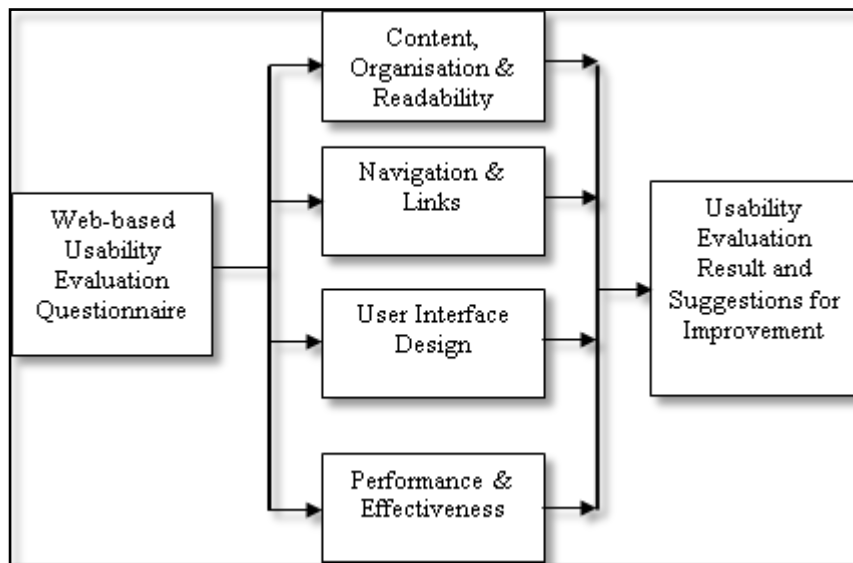 Web-based
Usability
Evaluation
Questionnaire
Content,
Organisation &
Readability
Navigation &
Links
User Interface
Design
Performance &
Effectiveness
Usability
Evaluation
Result and
Suggestions for
Improvement